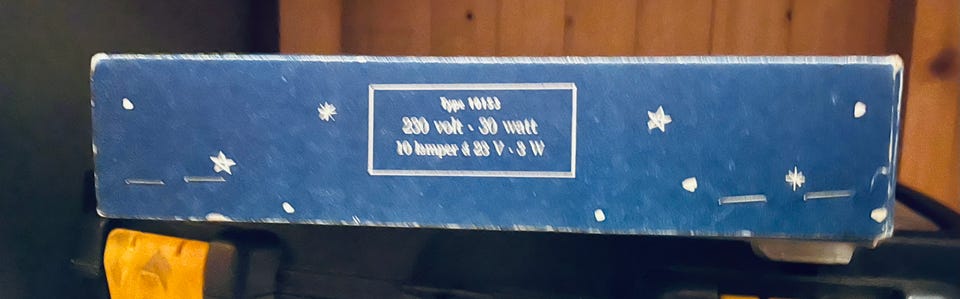 Type 10153
230 volt - 30 watt
10 lamper á 23 V - 3 W